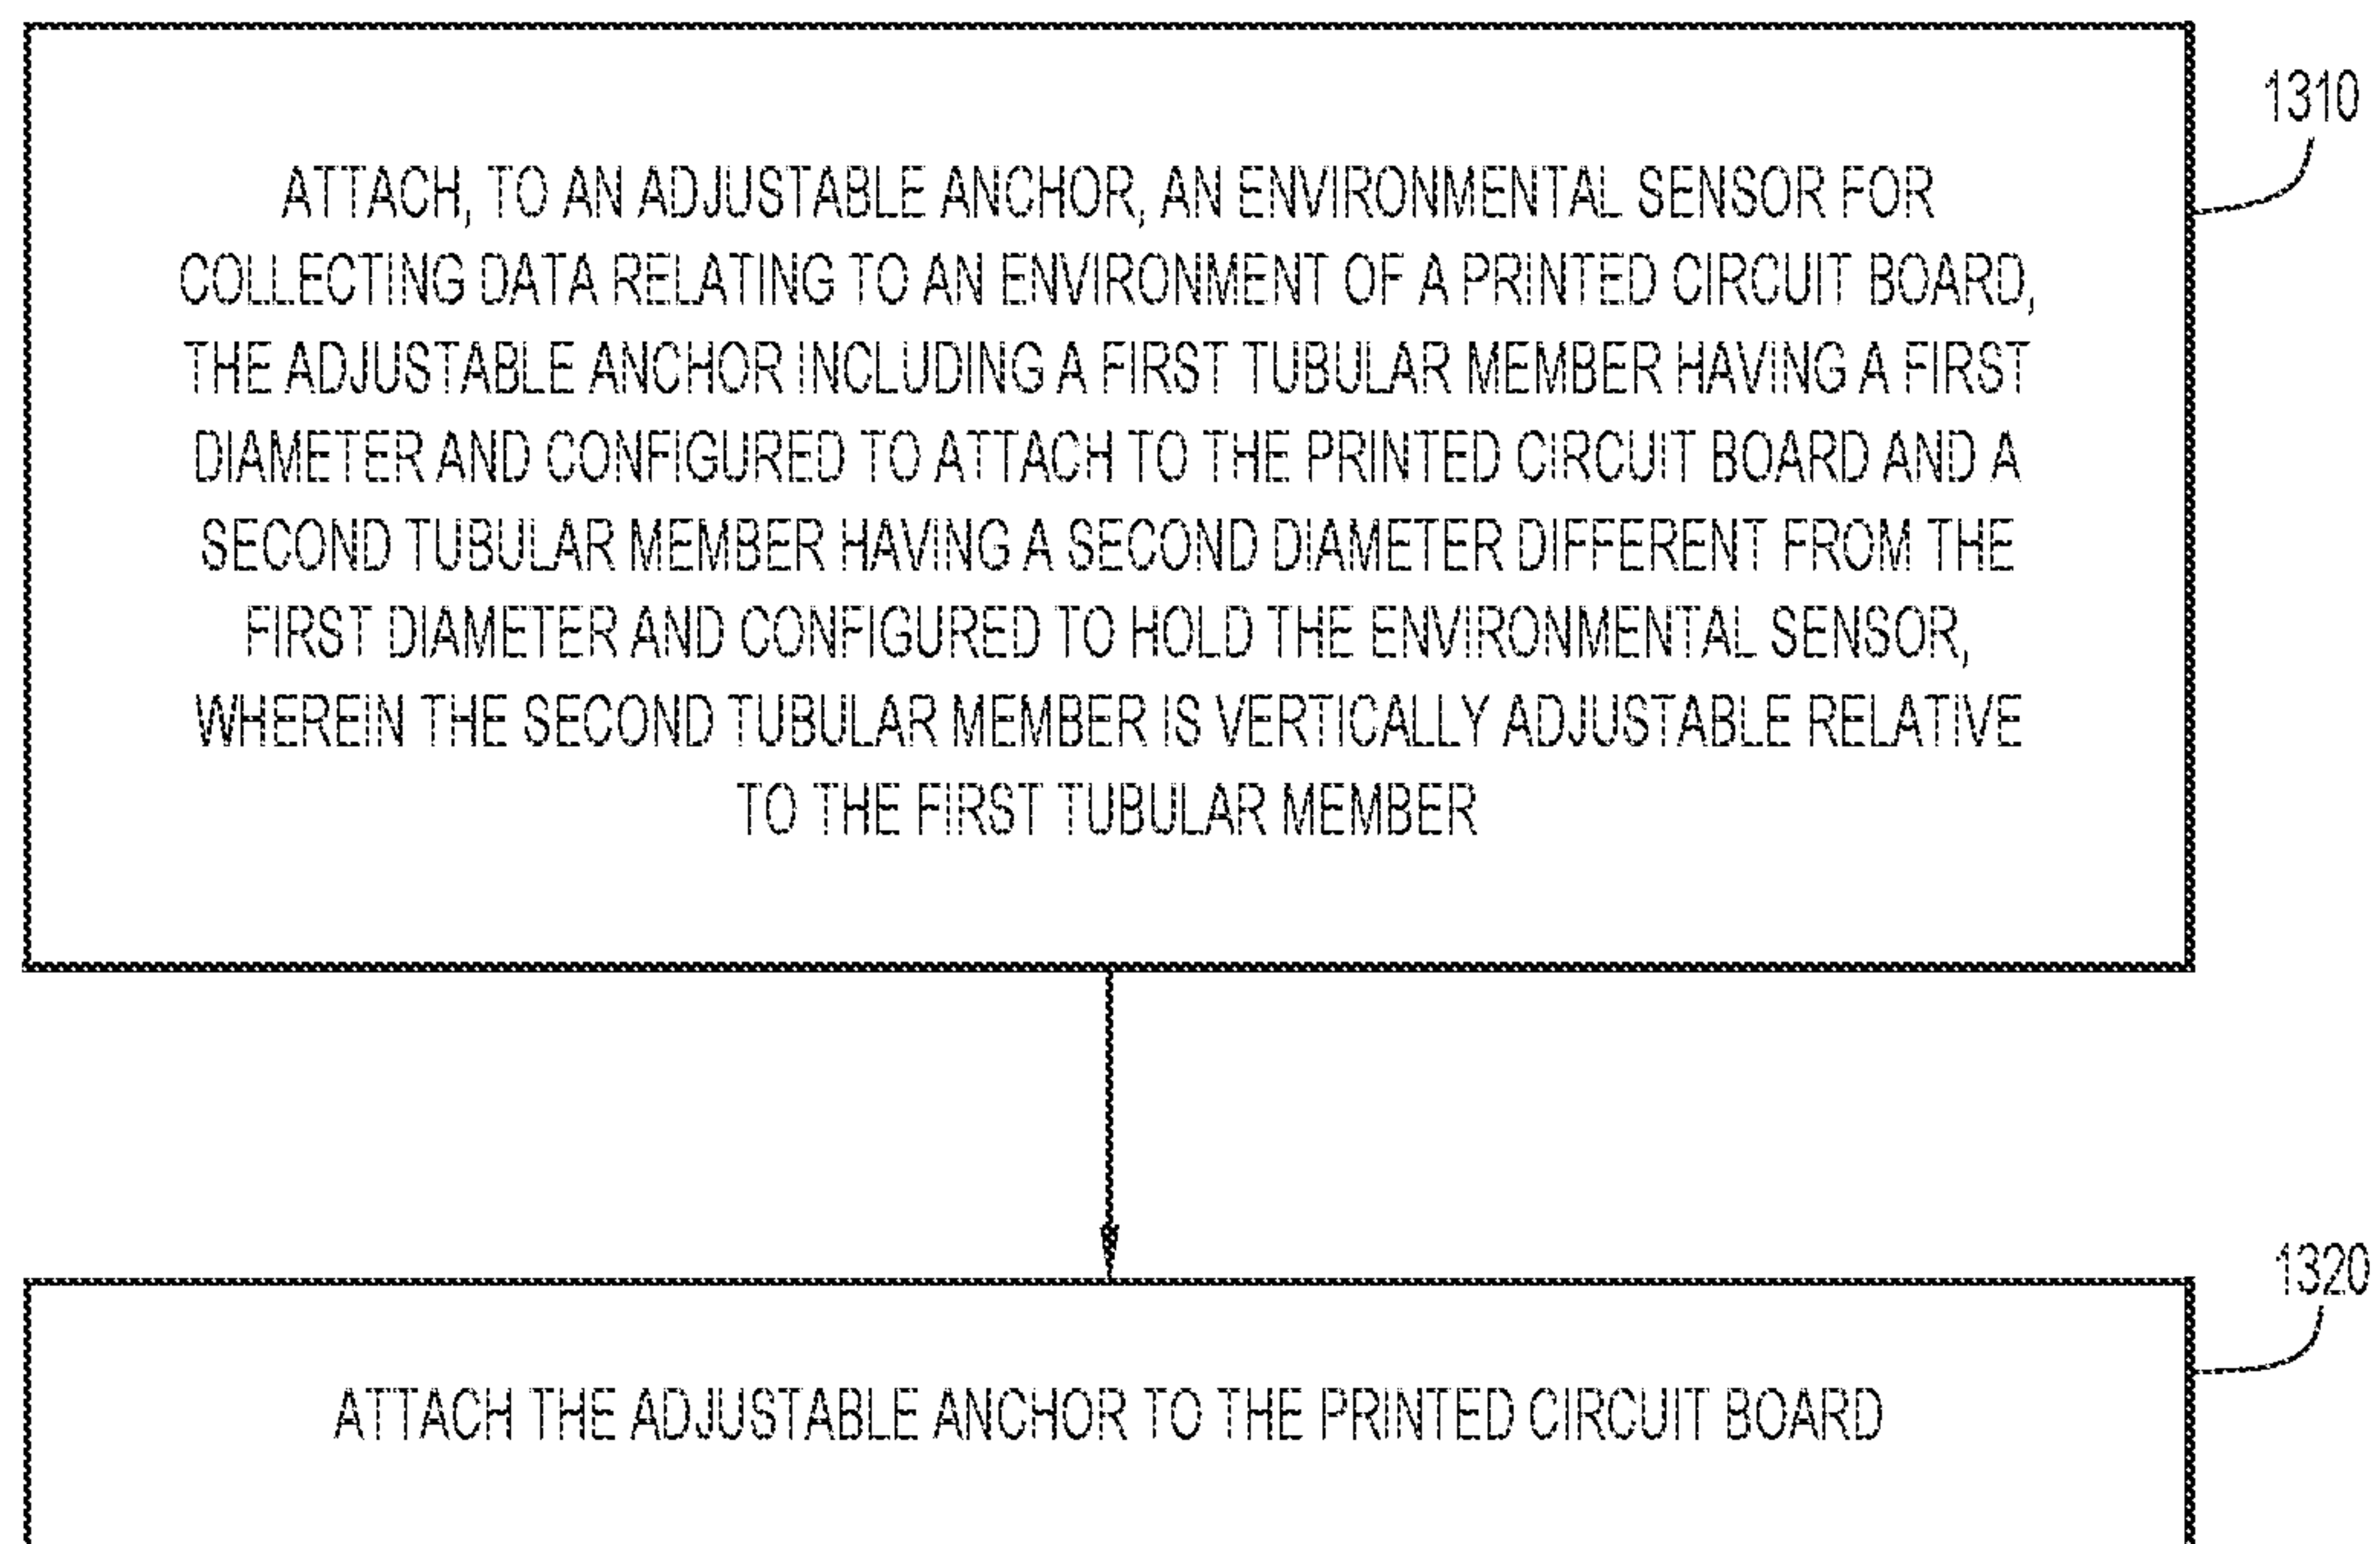 1310
ATTACH, TO AN ADJUSTABLE ANCHOR, AN ENVIRONMENTAL SENSOR FOR
COLLECTING DATA RELATING TO AN ENVIRONMENT OF A PRINTED CIRCUIT BOARD,
THE ADJUSTABLE ANCHOR INCLUDING A FIRST TUBULAR MEMBER HAVING A FIRST
DIAMETER AND CONFIGURED TO ATTACH TO THE PRINTED CIRCUIT BOARD AND A
SECOND TUBULAR MEMBER HAVING A SECOND DIAMETER DIFFERENT FROM THE
FIRST DIAMETER AND CONFIGURED TO HOLD THE ENVIRONMENTAL SENSOR,
WHEREIN THE SECOND TUBULAR MEMBER IS VERTICALLY ADJUSTABLE RELATIVE
TO THE FIRST TUBULAR MEMBER
1320
ATTACH THE ADJUSTABLE ANCHOR TO THE PRINTED CIRCUIT BOARD